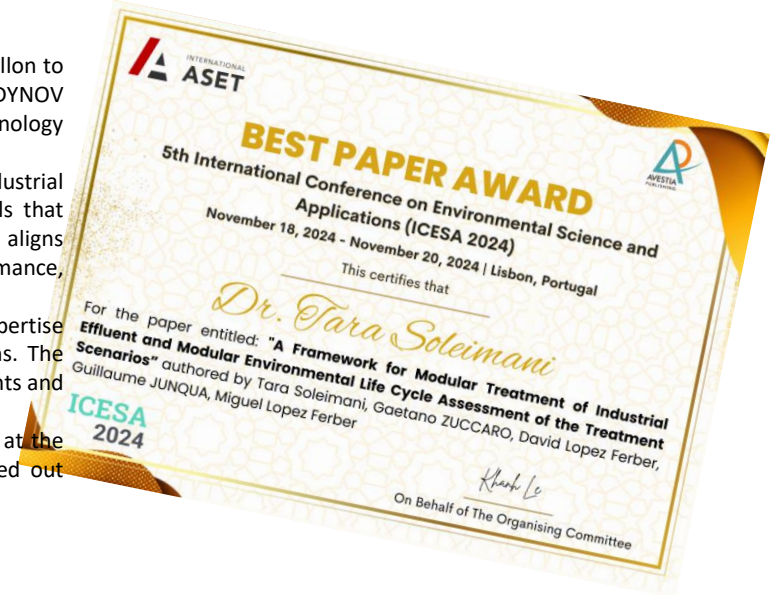 llon to
DYNOV
nology
dustrial
ls that
aligns
mance,
pertise
ns. The
nts and
at the
ed out
INTERNATIONAL
ASET
AVESTIA
PUBLISHING
BEST PAPER AWARD
5th International Conference on Environmental Science and
Applications (ICESA 2024)
November 18, 2024 - November 20, 2024 | Lisbon, Portugal
This certifies that
Dr. Tara Soleimani
For the paper entitled: "A Framework for Modular Treatment of Industrial
Effluent and Modular Environmental Life Cycle Assessment of the Treatment
Scenarios" authored by Tara Soleimani, Gaetano ZUCCARO, David Lopez Ferber,
Guillaume JUNQUA, Miguel Lopez Ferber
ICESA
2024
Khanh Le
On Behalf of The Organising Committee